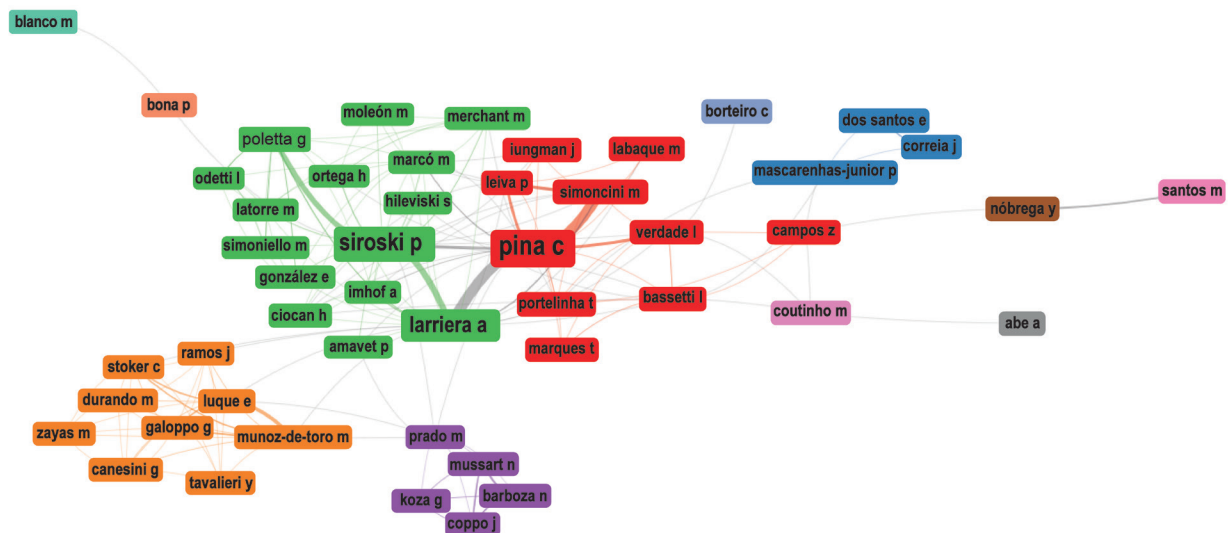 blanco m
bona p
moleón m
merchant m
borteiro c
dos santos e
poletta g
iungman j
labaque m
correia j
marcó m
odetti l
ortega h
leiva p
simoncini m
mascarenhas-junior p
santos m
hileviski s
latorre m
nóbrega y
simoniello m
siroski p
pina c
verdade l
campos z
gonzález e
imhof a
ciocan h
portelinha t
bassetti l
coutinho m
larriera a
abe a
amavet p
marques t
ramos j
stoker c
durando m
luque e
zayas m
galoppo g
munoz-de-toro m
prado m
canesini g
mussart n
tavalieri y
koza g
barboza n
coppo j